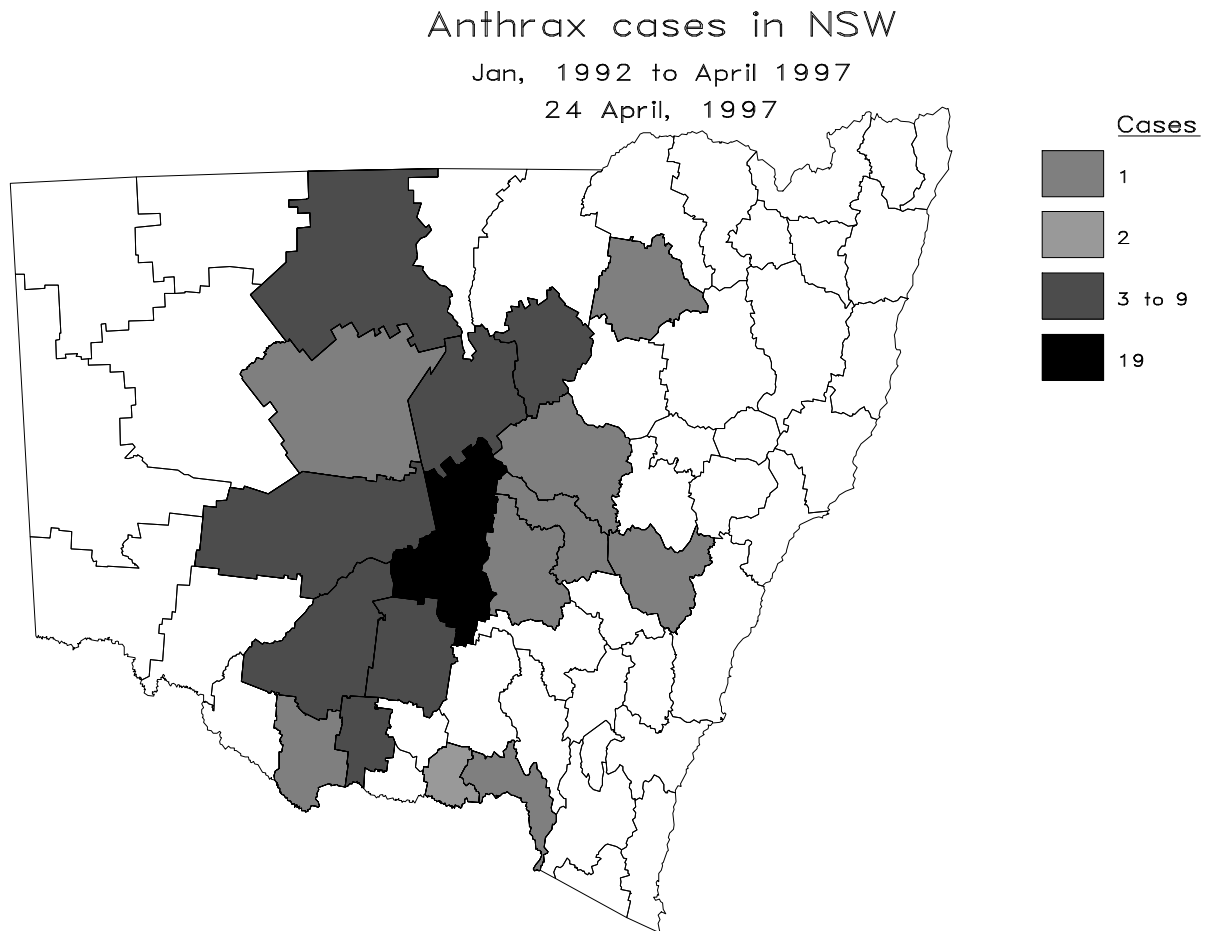 Anthrax cases in NSW
Jan, 1992 to April 1997
24 April, 1997
Cases
1
2
3 to 9
19